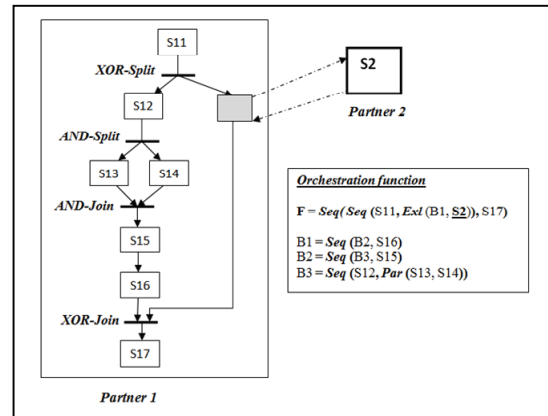 S11
XOR-Split
S2
S12
Partner 2
AND-Split
S13
S14
Orchestration function
F = Seq( Seq (S11, Exl (B1, S2)), S17)
AND-Join
B1 = Seq (B2, S16)
S15
B2 = Seq (B3, S15)
B3 = Seq (S12, Par (S13, S14))
S16
XOR-Join
S17
Partner 1